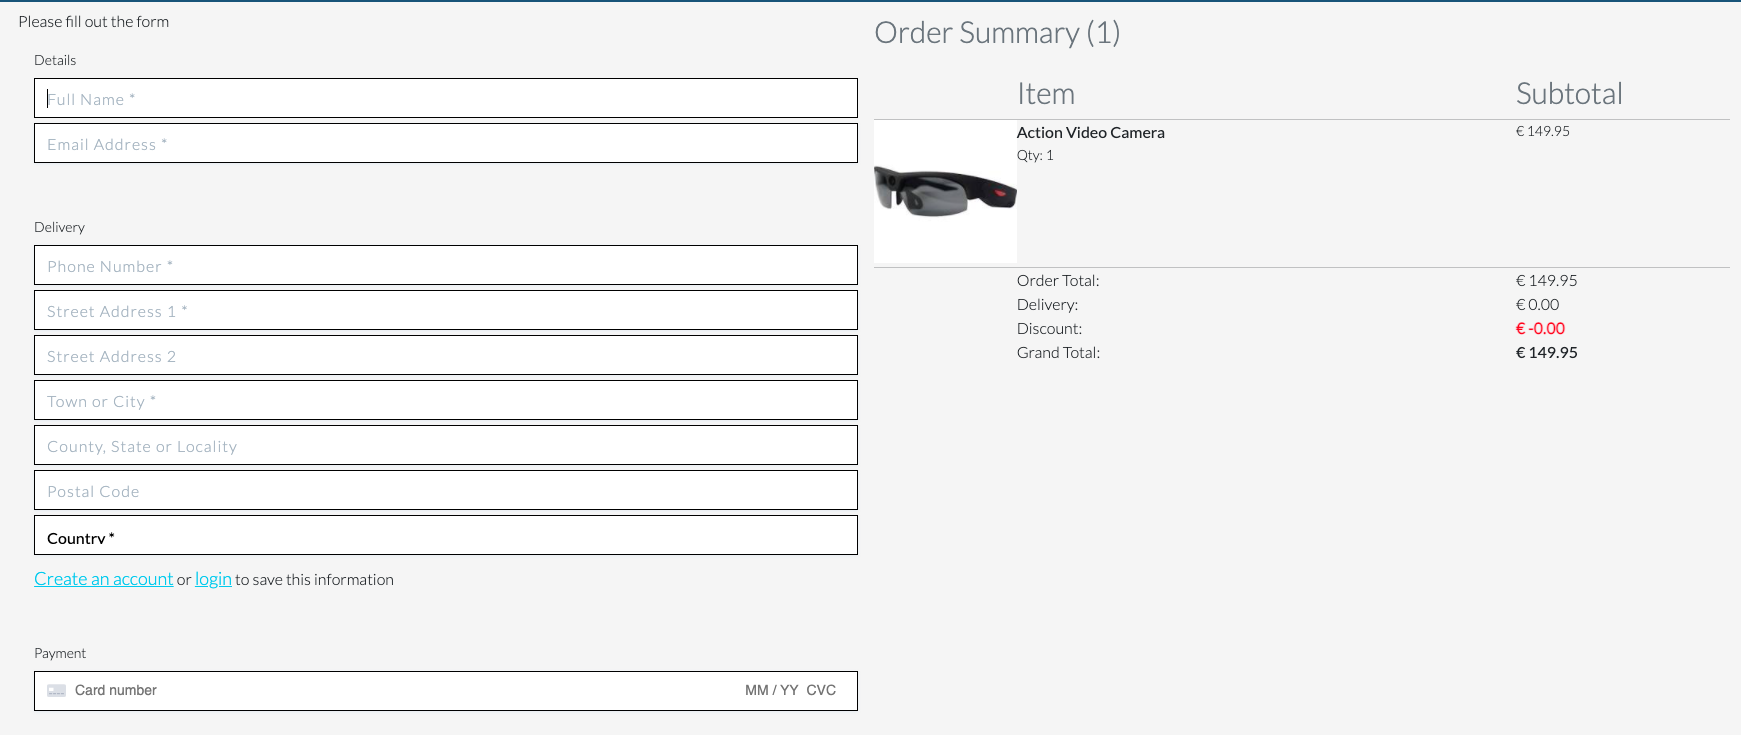 Please fill out the form
Details
Full Name *
Email Address *
Delivery
Phone Number *
Street Address 1 *
Street Address 2
Town or City *
County, State or Locality
Postal Code
Country *
Create an account or login to save this information
Payment
Card number MM / YY CVC
Order Summary (1)
Item Subtotal
Action Video Camera € 149.95
Qty: 1
Order Total: € 149.95
Delivery: € 0.00
Discount: € -0.00
Grand Total: € 149.95